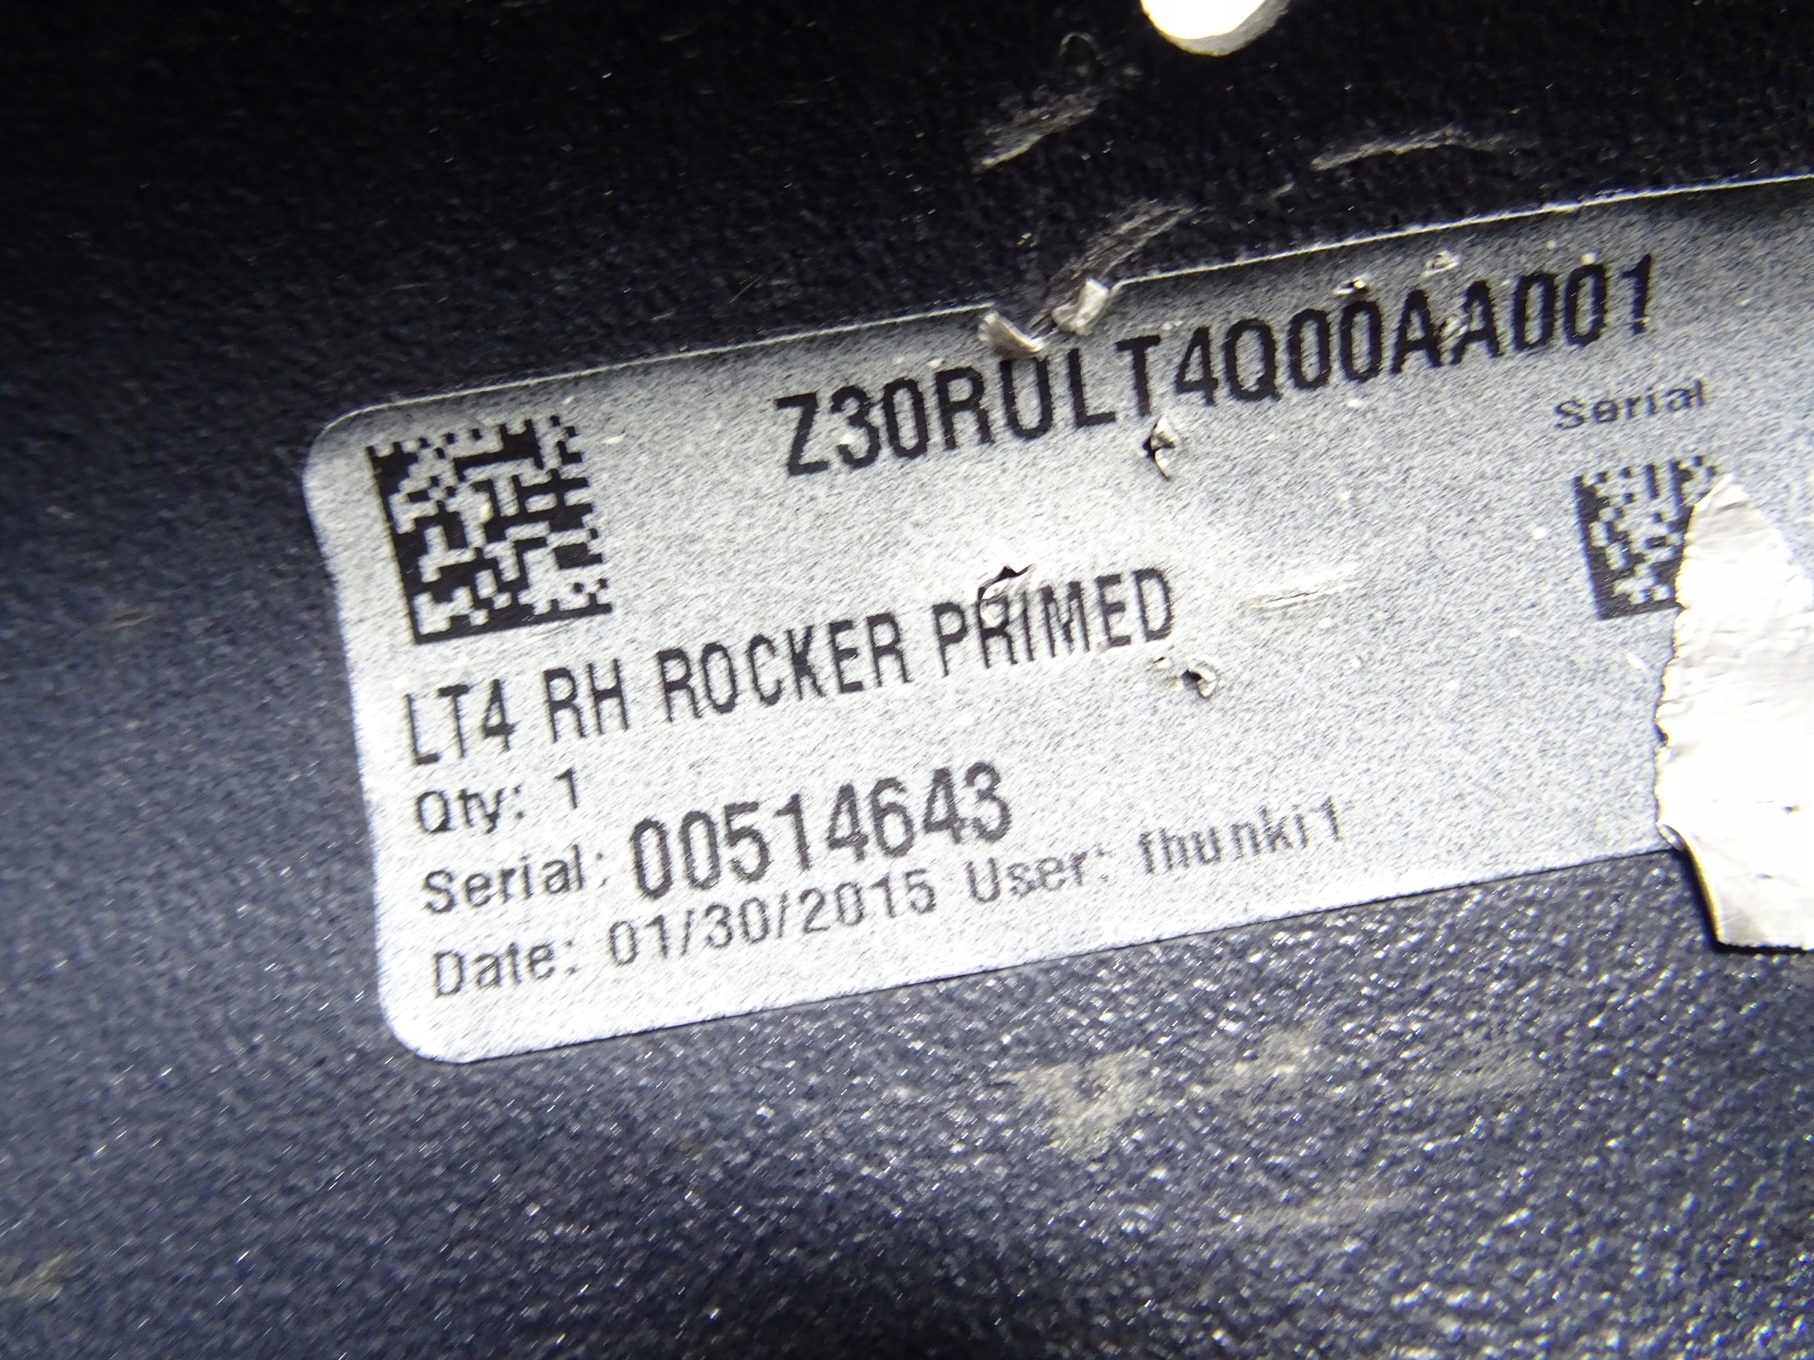 Z30RULT4Q00AA001
Serial
LT4 RH ROCKER PRIMED
Qty: 1
Serial: 00514643
Date: 01/30/2015 User: fhunki1